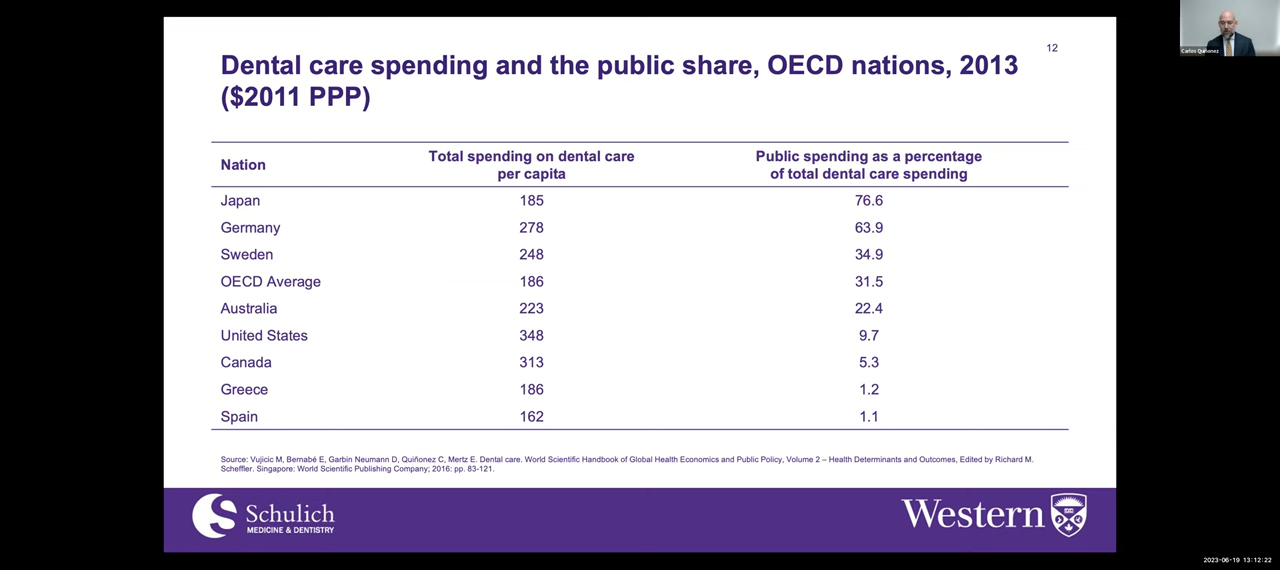 12
Dental care spending and the public share, OECD nations, 2013
($2011 PPP)
Nation
Total spending on dental care
per capita
Public spending as a percentage
of total dental care spending
Japan 185 76.6
Germany 278 63.9
Sweden 248 34.9
OECD Average 186 31.5
Australia 223 22.4
United States 348 9.7
Canada 313 5.3
Greece 186 1.2
Spain 162 1.1
Source: Vujicic M, Bernabé E, Garbin Neumann D, Quiñonez C, Mertz E. Dental care. World Scientific Handbook of Global Health Economics and Public Policy, Volume 2 – Health Determinants and Outcomes, Edited by Richard M.
Scheffler. Singapore: World Scientific Publishing Company; 2016: pp. 83-121.
Schulich
MEDICINE & DENTISTRY
Western
Carlos Quiñonez
2023-06-19 13:12:22